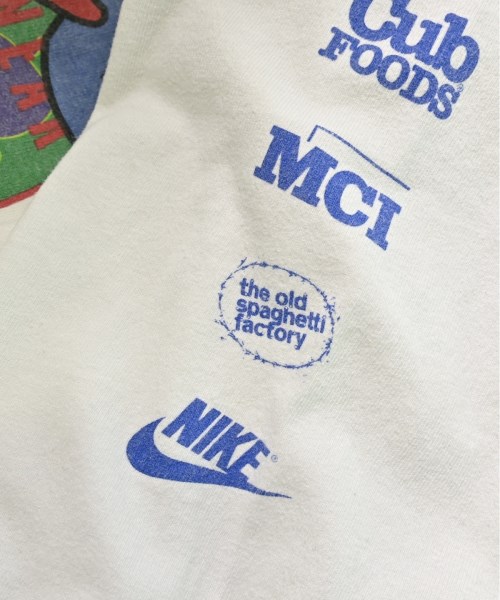 Cub
FOODS®
MCI
the old
spaghetti
factory
NIKE®